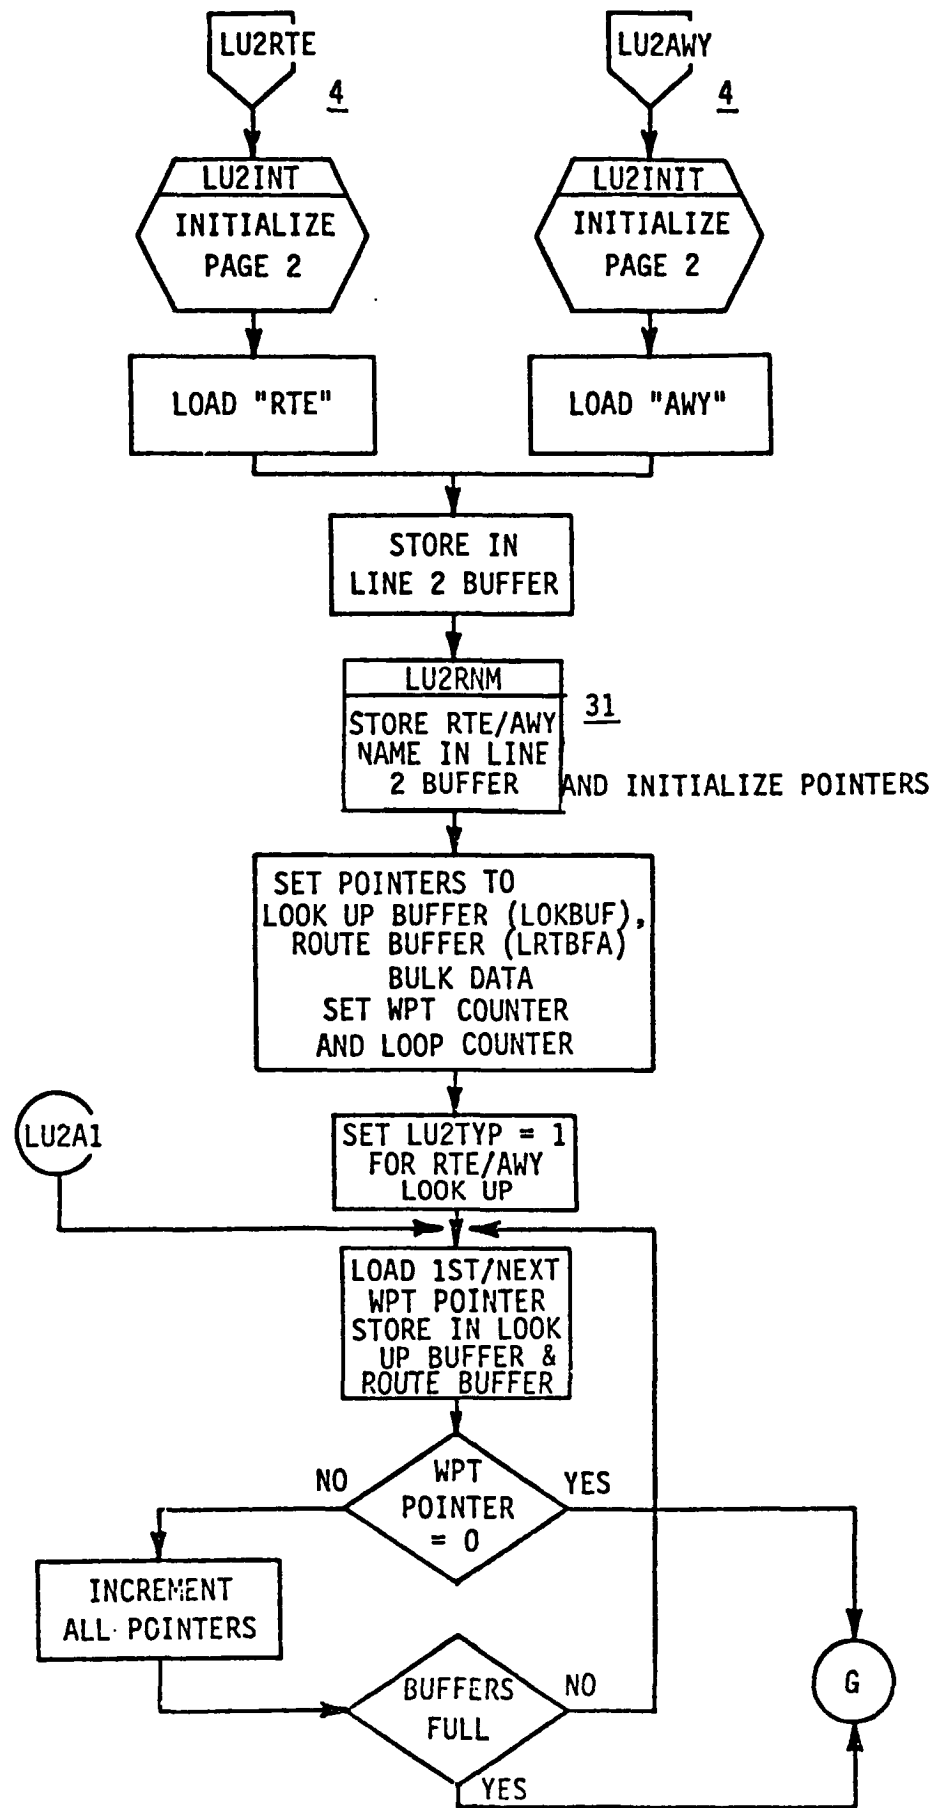 LU2RTE
LU2AWY
4
4
LU2INT
INITIALIZE
PAGE 2
LU2INIT
INITIALIZE
PAGE 2
LOAD "RTE"
LOAD "AWY"
STORE IN
LINE 2 BUFFER
LU2RNM
31
STORE RTE/AWY
NAME IN LINE
2 BUFFER
AND INITIALIZE POINTERS
SET POINTERS TO
LOOK UP BUFFER (LOKBUF),
ROUTE BUFFER (LRTBFA)
BULK DATA
SET WPT COUNTER
AND LOOP COUNTER
LU2A1
SET LU2TYP = 1
FOR RTE/AWY
LOOK UP
LOAD 1ST/NEXT
WPT POINTER
STORE IN LOOK
UP BUFFER &
ROUTE BUFFER
NO
WPT
POINTER
= 0
YES
INCREMENT
ALL POINTERS
BUFFERS
FULL
NO
G
YES